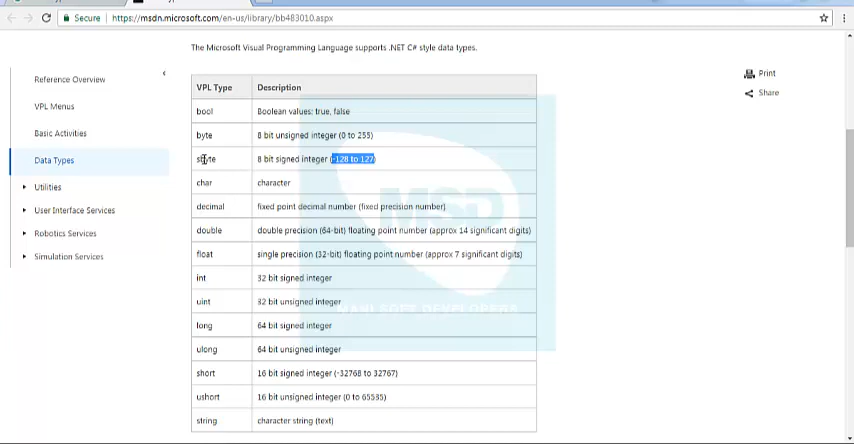 Secure https://msdn.microsoft.com/en-us/library/bb483010.aspx
The Microsoft Visual Programming Language supports .NET C# style data types.
Reference Overview
VPL Menus
Basic Activities
Data Types
Utilities
User Interface Services
Robotics Services
Simulation Services
VPL Type Description
bool Boolean values: true, false
byte 8 bit unsigned integer (0 to 255)
sbyte 8 bit signed integer (-128 to 127)
char character
decimal fixed point decimal number (fixed precision number)
double double precision (64-bit) floating point number (approx 14 significant digits)
float single precision (32-bit) floating point number (approx 7 significant digits)
int 32 bit signed integer
uint 32 bit unsigned integer
long 64 bit signed integer
ulong 64 bit unsigned integer
short 16 bit signed integer (-32768 to 32767)
ushort 16 bit unsigned integer (0 to 65535)
string character string (text)
Print
Share
MSD
MANI SOFT DEVELOPERS